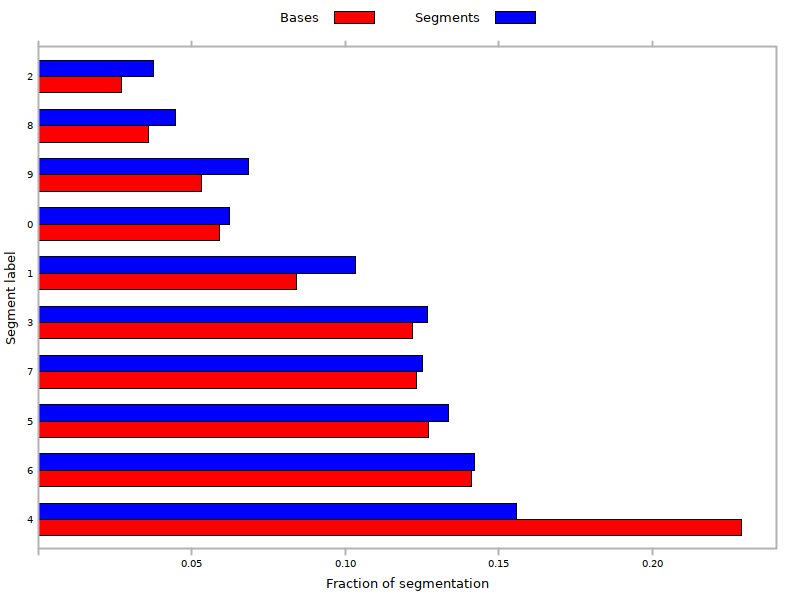 Bases Segments
Segment label
2
8
9
0
1
3
7
5
6
4
0.05 0.10 0.15 0.20
Fraction of segmentation